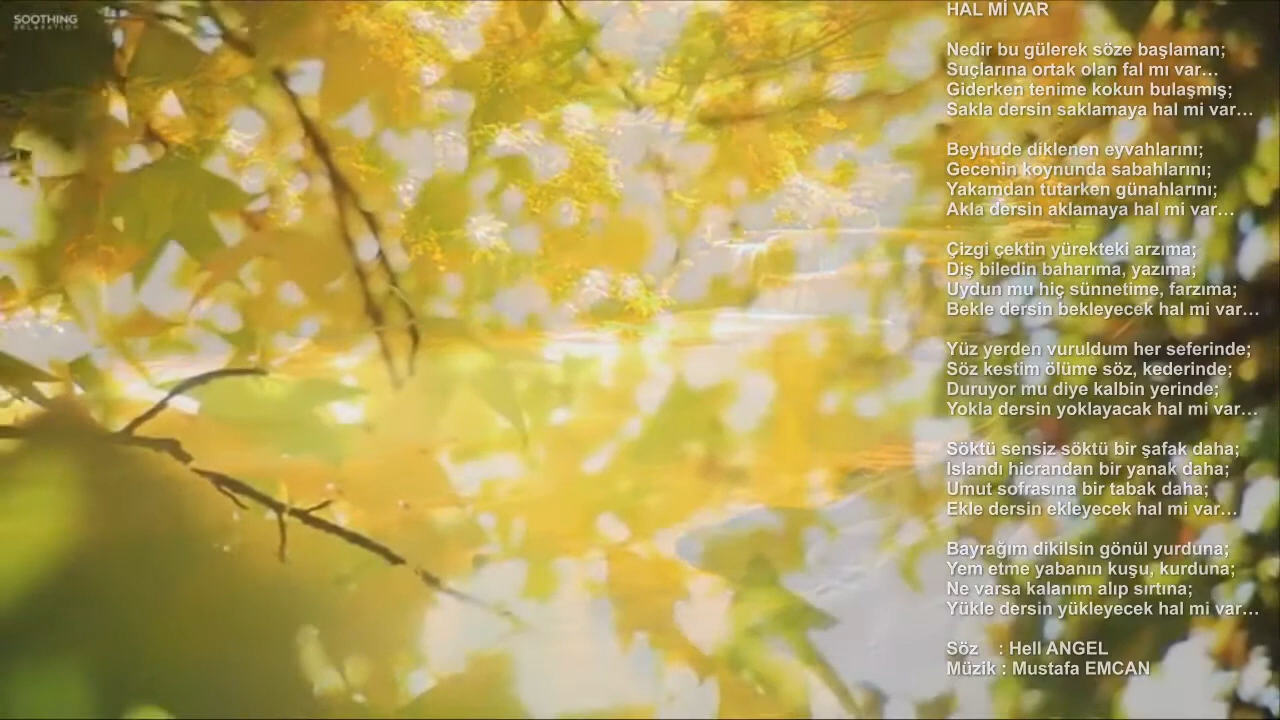 SOOTHING
RELAXATION
HAL Mİ VAR
Nedir bu gülerek söze başlaman;
Suçlarına ortak olan fal mı var...
Giderken tenime kokun bulaşmış;
Sakla dersin saklamaya hal mi var...
Beyhude diklenen eyvahlarını;
Gecenin koynunda sabahlarını;
Yakamdan tutarken günahlarını;
Akla dersin aklamaya hal mi var...
Çizgi çektin yürekteki arzıma;
Diş biledin baharıma, yazıma;
Uydun mu hiç sünnetime, farzıma;
Bekle dersin bekleyecek hal mi var...
Yüz yerden vuruldum her seferinde;
Söz kestim ölüme söz, kederinde;
Duruyor mu diye kalbin yerinde;
Yokla dersin yoklayacak hal mi var...
Söktü sensiz söktü bir şafak daha;
Islandı hicrandan bir yanak daha;
Umut sofrasına bir tabak daha;
Ekle dersin ekleyecek hal mi var...
Bayrağım dikilsin gönül yurduna;
Yem etme yabanın kuşu, kurduna;
Ne varsa kalanım alıp sırtına;
Yükle dersin yükleyecek hal mi var...
Söz : Hell ANGEL
Müzik : Mustafa EMCAN